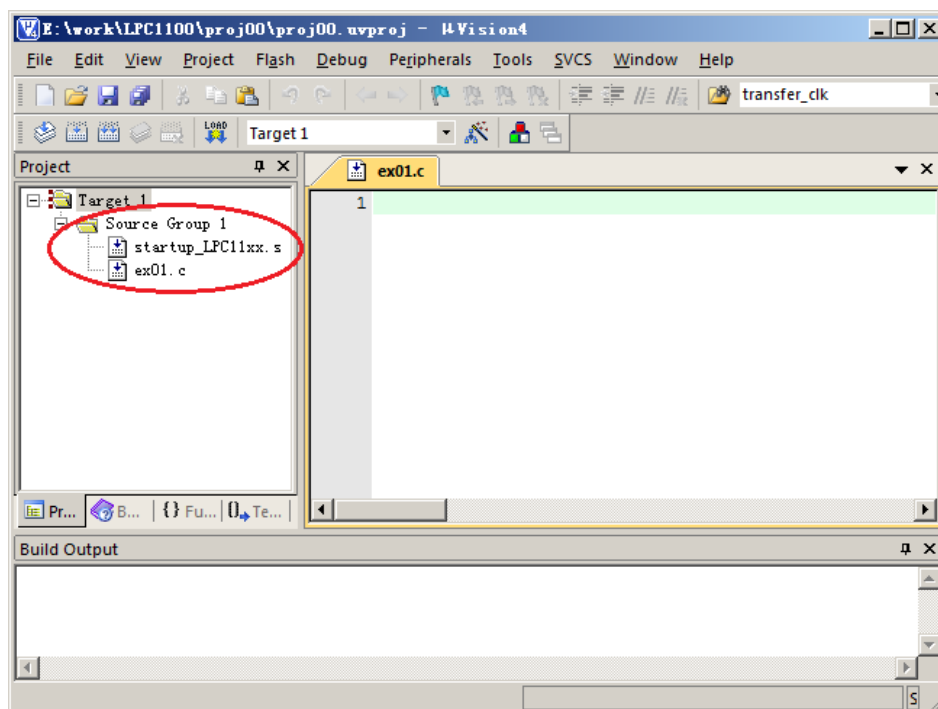 E:\work\LPC1100\proj00\proj00.uvproj - µVision4
File Edit View Project Flash Debug Peripherals Tools SVCS Window Help
transfer_clk
LOAD Target 1
Project
ex01.c
Target 1
1
Source Group 1
startup_LPC11xx.s
ex01.c
Pr... B... {} Fu... 0 Te...
Build Output
S